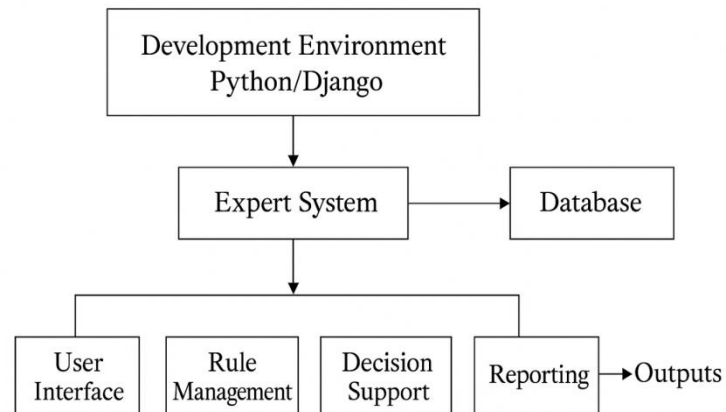 Development Environment
Python/Django
Expert System
Database
User
Interface
Rule
Management
Decision
Support
Reporting
Outputs